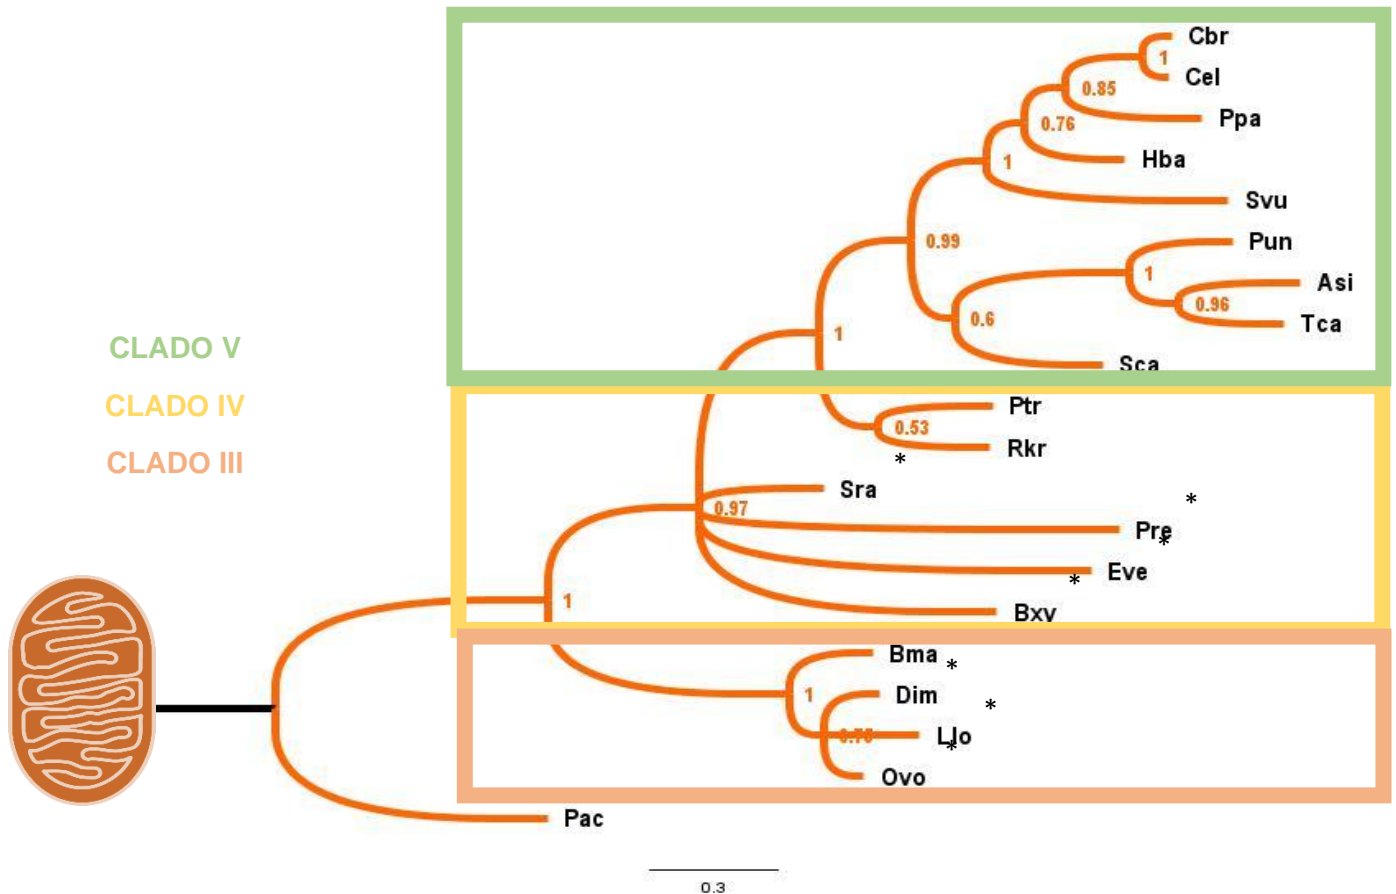 Cbr
1
Cel
0.85
Ppa
0.76
Hba
1
Svu
0.99
Pun
1
Asi
0.96
Tca
0.6
1
Sca
CLADO V
CLADO IV
CLADO III
Ptr
0.53
Rkr
*
Sra
*
0.97
Pre
*
Eve
*
1
Bxy
Bma *
1
Dim
*
0.75
Llo
*
Ovo
Pac
0.3